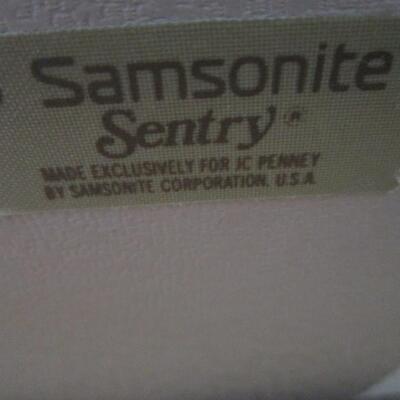 Samsonite
Sentry®
MADE EXCLUSIVELY FOR JC PENNEY
BY SAMSONITE CORPORATION, U.S.A.